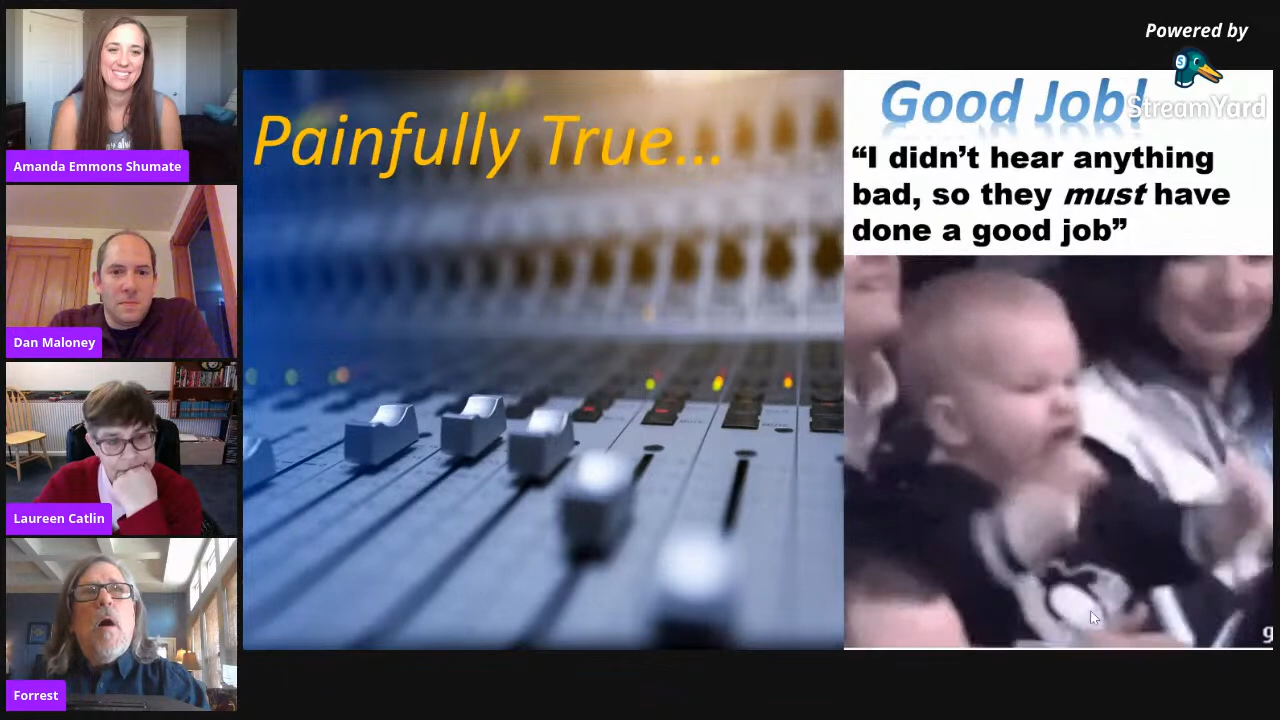 Powered by
StreamYard
Amanda Emmons Shumate
Dan Maloney
Laureen Catlin
Forrest
Painfully True...
Good Job!
“I didn’t hear anything
bad, so they must have
done a good job”
g